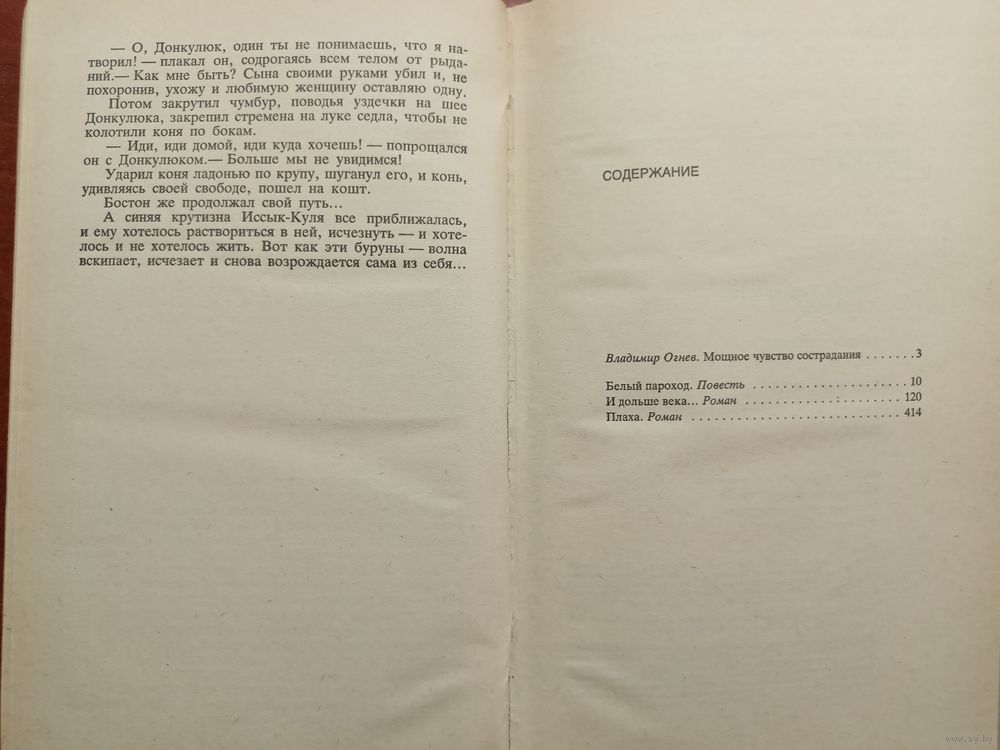 — О, Донкулюк, один ты не понимаешь, что я на-
творил! — плакал он, содрогаясь всем телом от рыда-
ний.— Как мне быть? Сына своими руками убил и, не
похоронив, ухожу и любимую женщину оставляю одну.
Потом закрутил чумбур, поводья уздечки на шее
Донкулюка, закрепил стремена на луке седла, чтобы не
колотили коня по бокам.
— Иди, иди домой, иди куда хочешь! — попрощался
он с Донкулюком.— Больше мы не увидимся!
Ударил коня ладонью по крупу, шуганул его, и конь,
удивляясь своей свободе, пошел на кошт.
Бостон же продолжал свой путь...
А синяя крутизна Иссык-Куля все приближалась,
и ему хотелось раствориться в ней, исчезнуть — и хоте-
лось и не хотелось жить. Вот как эти буруны — волна
вскипает, исчезает и снова возрождается сама из себя...
СОДЕРЖАНИЕ
Владимир Огнев. Мощное чувство сострадания . . . . . . . 3
Белый пароход. Повесть . . . . . . . . . . . . . . . . . . . . . 10
И дольше века... Роман . . . . . . . . . . . . . . . . . . . . . 120
Плаха. Роман . . . . . . . . . . . . . . . . . . . . . . . . . . . . 414
www.ay.by